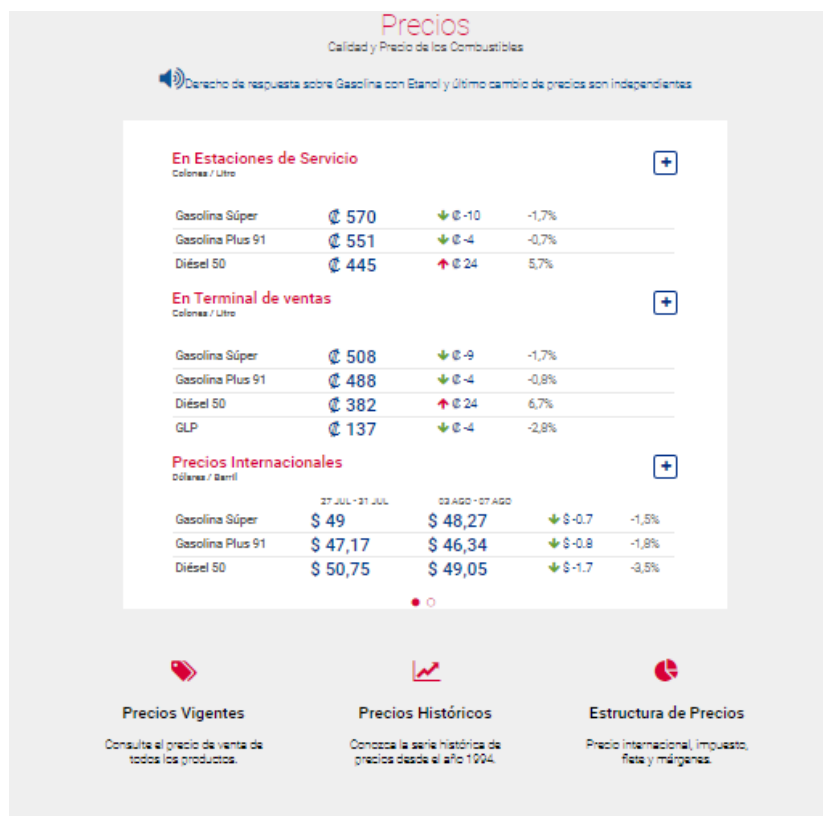 Precios
Calidad y Precio de los Combustibles
Derecho de respuesta sobre Gasolina con Etanol y último cambio de precios son independientes
En Estaciones de Servicio
Colones / Litro
Gasolina Súper ₡ 570 ₡ -10 -1,7%
Gasolina Plus 91 ₡ 551 ₡ -4 -0,7%
Diésel 50 ₡ 445 ₡ 24 5,7%
En Terminal de ventas
Colones / Litro
Gasolina Súper ₡ 508 ₡ -9 -1,7%
Gasolina Plus 91 ₡ 488 ₡ -4 -0,8%
Diésel 50 ₡ 382 ₡ 24 6,7%
GLP ₡ 137 ₡ -4 -2,8%
Precios Internacionales
Dólares / Barril
27 JUL - 31 JUL 03 AGO - 07 AGO
Gasolina Súper $ 49 $ 48,27 $ -0.7 -1,5%
Gasolina Plus 91 $ 47,17 $ 46,34 $ -0.8 -1,8%
Diésel 50 $ 50,75 $ 49,05 $ -1.7 -3,5%
Precios Vigentes
Consulte el precio de venta de
todos los productos.
Precios Históricos
Conozca la serie histórica de
precios desde el año 1994.
Estructura de Precios
Precio internacional, impuesto,
flete y márgenes.